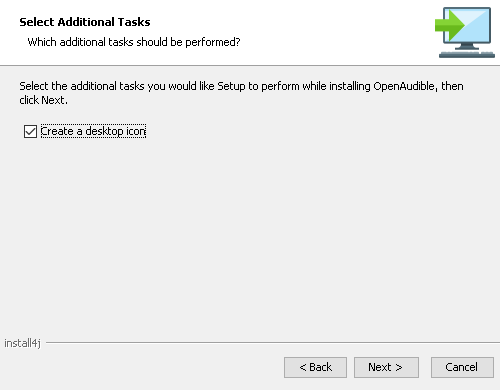 Select Additional Tasks
Which additional tasks should be performed?
Select the additional tasks you would like Setup to perform while installing OpenAudible, then
click Next.
Create a desktop icon
install4j
< Back
Next >
Cancel